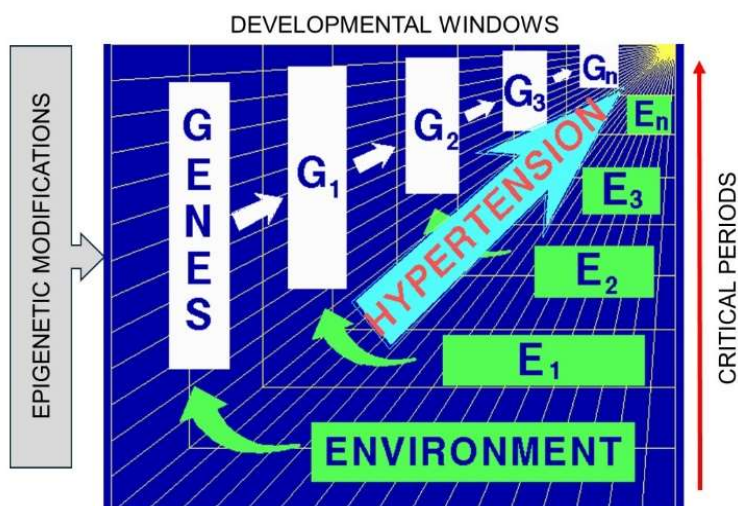 DEVELOPMENTAL WINDOWS
EPIGENETIC MODIFICATIONS
GENES
G₁
G₂
G₃
Gₙ
HYPERTENSION
Eₙ
E₃
E₂
E₁
ENVIRONMENT
CRITICAL PERIODS